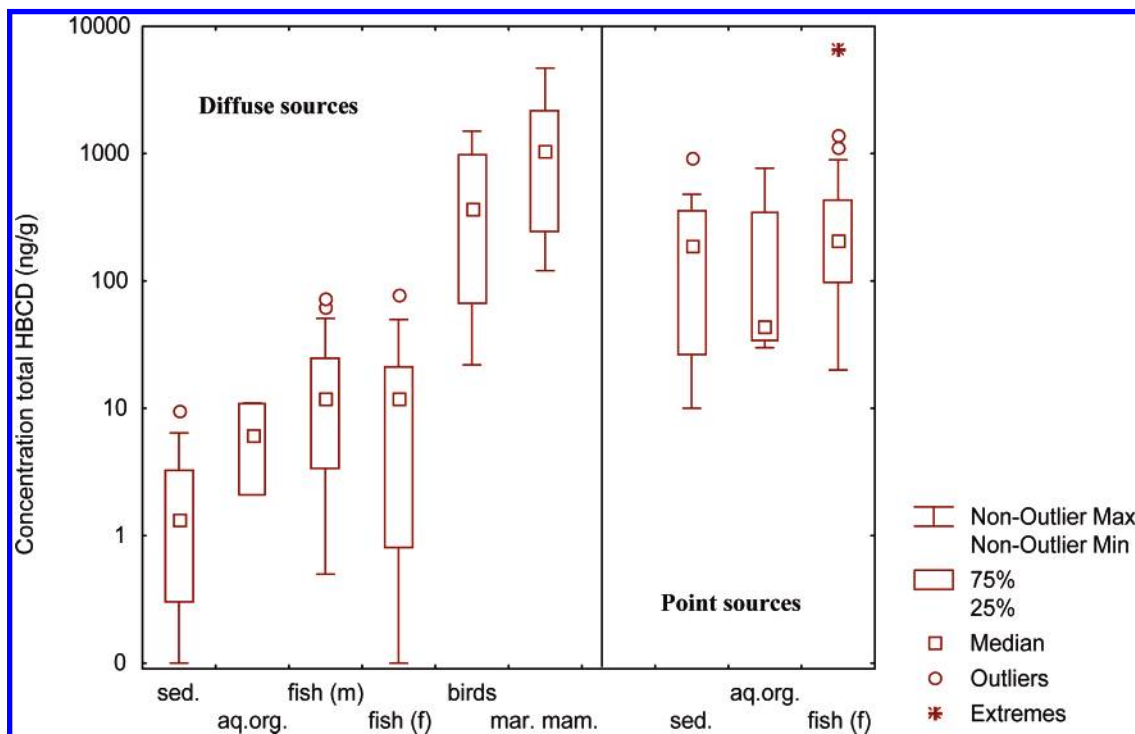 Concentration total HBCD (ng/g)
10000
1000
100
10
1
0
Diffuse sources
Point sources
sed.
aq.org.
fish (m)
fish (f)
birds
mar. mam.
sed.
aq.org.
fish (f)
Non-Outlier Max
Non-Outlier Min
75%
25%
Median
Outliers
Extremes